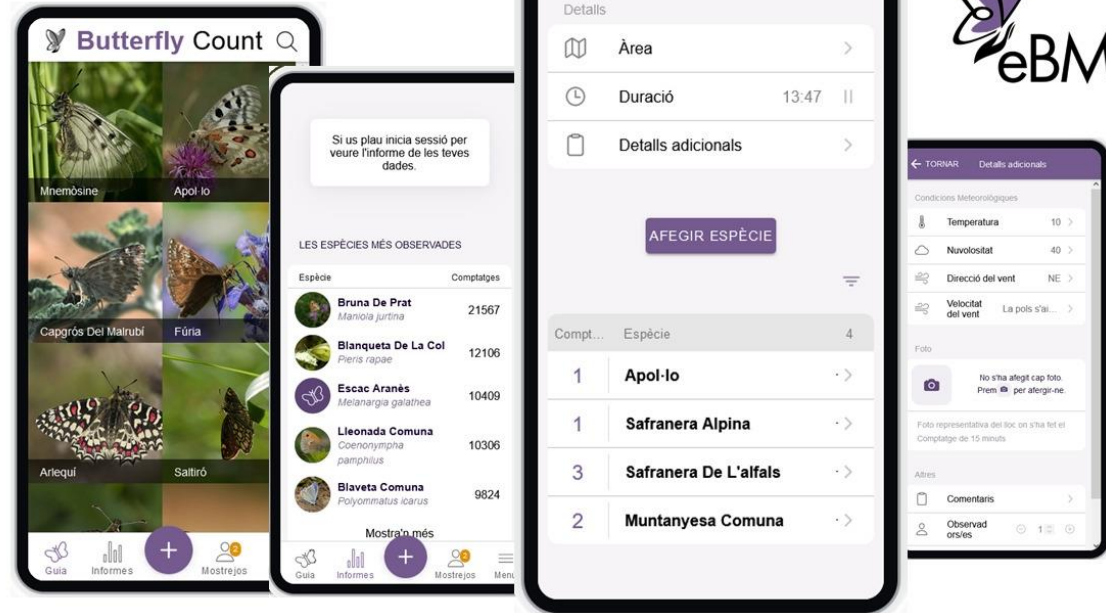 Butterfly Count
Mnemòsine
Apol·lo
Capgrós Del Malrubí
Fúria
Arlequí
Saltiró
Guia
Informes
+
2
Mostrejos
Si us plau inicia sessió per
veure l'informe de les teves
dades.
LES ESPÈCIES MÉS OBSERVADES
Espècie Comptatges
Bruna De Prat
Maniola jurtina
21567
Blanqueta De La Col
Pieris rapae
12106
Escac Aranès
Melanargia galathea
10409
Lleonada Comuna
Coenonympha
pamphilus
10306
Blaveta Comuna
Polyommatus icarus
9824
Mostra'n més
Guia
Informes
+
2
Mostrejos
Menú
Detalls
Àrea
Duració 13:47
Detalls adicionals
AFEGIR ESPÈCIE
Compt... Espècie 4
1 Apol·lo
1 Safranera Alpina
3 Safranera De L'alfals
2 Muntanyesa Comuna
eBM
TORNAR Detalls adicionals
Condicions Meteorològiques
Temperatura 10
Nuvolositat 40
Direcció del vent NE
Velocitat
del vent
La pols s'ai...
Foto
No s'ha afegit cap foto.
Prem per afergir-ne.
Foto representativa del lloc on s'ha fet el
Comptatge de 15 minuts
Altres
Comentaris
Observad
ors/es
1